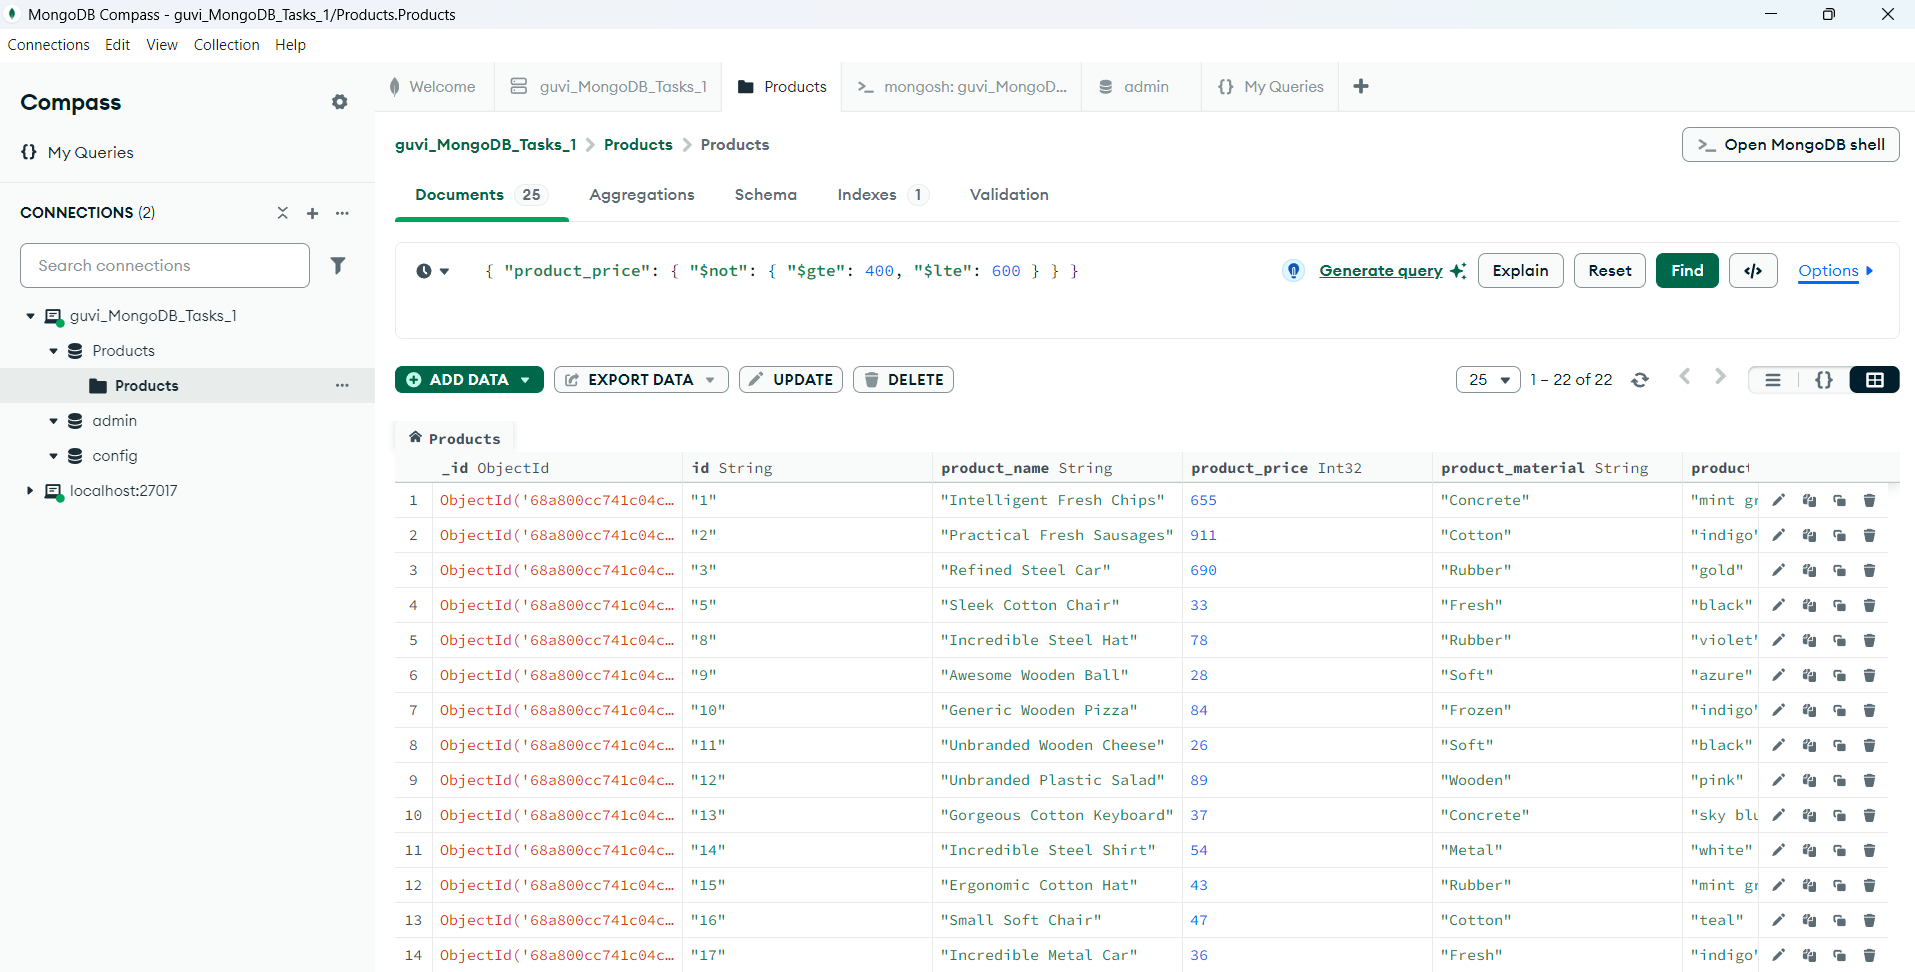 MongoDB Compass - guvi_MongoDB_Tasks_1/Products.Products
Connections Edit View Collection Help
Compass
My Queries
CONNECTIONS (2)
Search connections
guvi_MongoDB_Tasks_1
Products
Products
admin
config
localhost:27017
Welcome guvi_MongoDB_Tasks_1 Products >_ mongosh: guvi_MongoD... admin {} My Queries +
guvi_MongoDB_Tasks_1 > Products > Products
>_ Open MongoDB shell
Documents 25 Aggregations Schema Indexes 1 Validation
{ "product_price": { "$not": { "$gte": 400, "$lte": 600 } } }
Generate query Explain Reset Find </> Options
ADD DATA EXPORT DATA UPDATE DELETE 25 1 – 22 of 22 {}
Products
_id ObjectId id String product_name String product_price Int32 product_material String product
1 ObjectId('68a800cc741c04c… "1" "Intelligent Fresh Chips" 655 "Concrete" "mint gr
2 ObjectId('68a800cc741c04c… "2" "Practical Fresh Sausages" 911 "Cotton" "indigo"
3 ObjectId('68a800cc741c04c… "3" "Refined Steel Car" 690 "Rubber" "gold"
4 ObjectId('68a800cc741c04c… "5" "Sleek Cotton Chair" 33 "Fresh" "black"
5 ObjectId('68a800cc741c04c… "8" "Incredible Steel Hat" 78 "Rubber" "violet"
6 ObjectId('68a800cc741c04c… "9" "Awesome Wooden Ball" 28 "Soft" "azure"
7 ObjectId('68a800cc741c04c… "10" "Generic Wooden Pizza" 84 "Frozen" "indigo"
8 ObjectId('68a800cc741c04c… "11" "Unbranded Wooden Cheese" 26 "Soft" "black"
9 ObjectId('68a800cc741c04c… "12" "Unbranded Plastic Salad" 89 "Wooden" "pink"
10 ObjectId('68a800cc741c04c… "13" "Gorgeous Cotton Keyboard" 37 "Concrete" "sky blu
11 ObjectId('68a800cc741c04c… "14" "Incredible Steel Shirt" 54 "Metal" "white"
12 ObjectId('68a800cc741c04c… "15" "Ergonomic Cotton Hat" 43 "Rubber" "mint gr
13 ObjectId('68a800cc741c04c… "16" "Small Soft Chair" 47 "Cotton" "teal"
14 ObjectId('68a800cc741c04c… "17" "Incredible Metal Car" 36 "Fresh" "indigo"